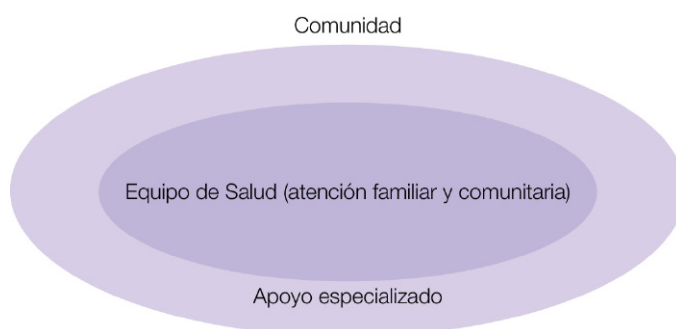 Comunidad
Equipo de Salud (atención familiar y comunitaria)
Apoyo especializado